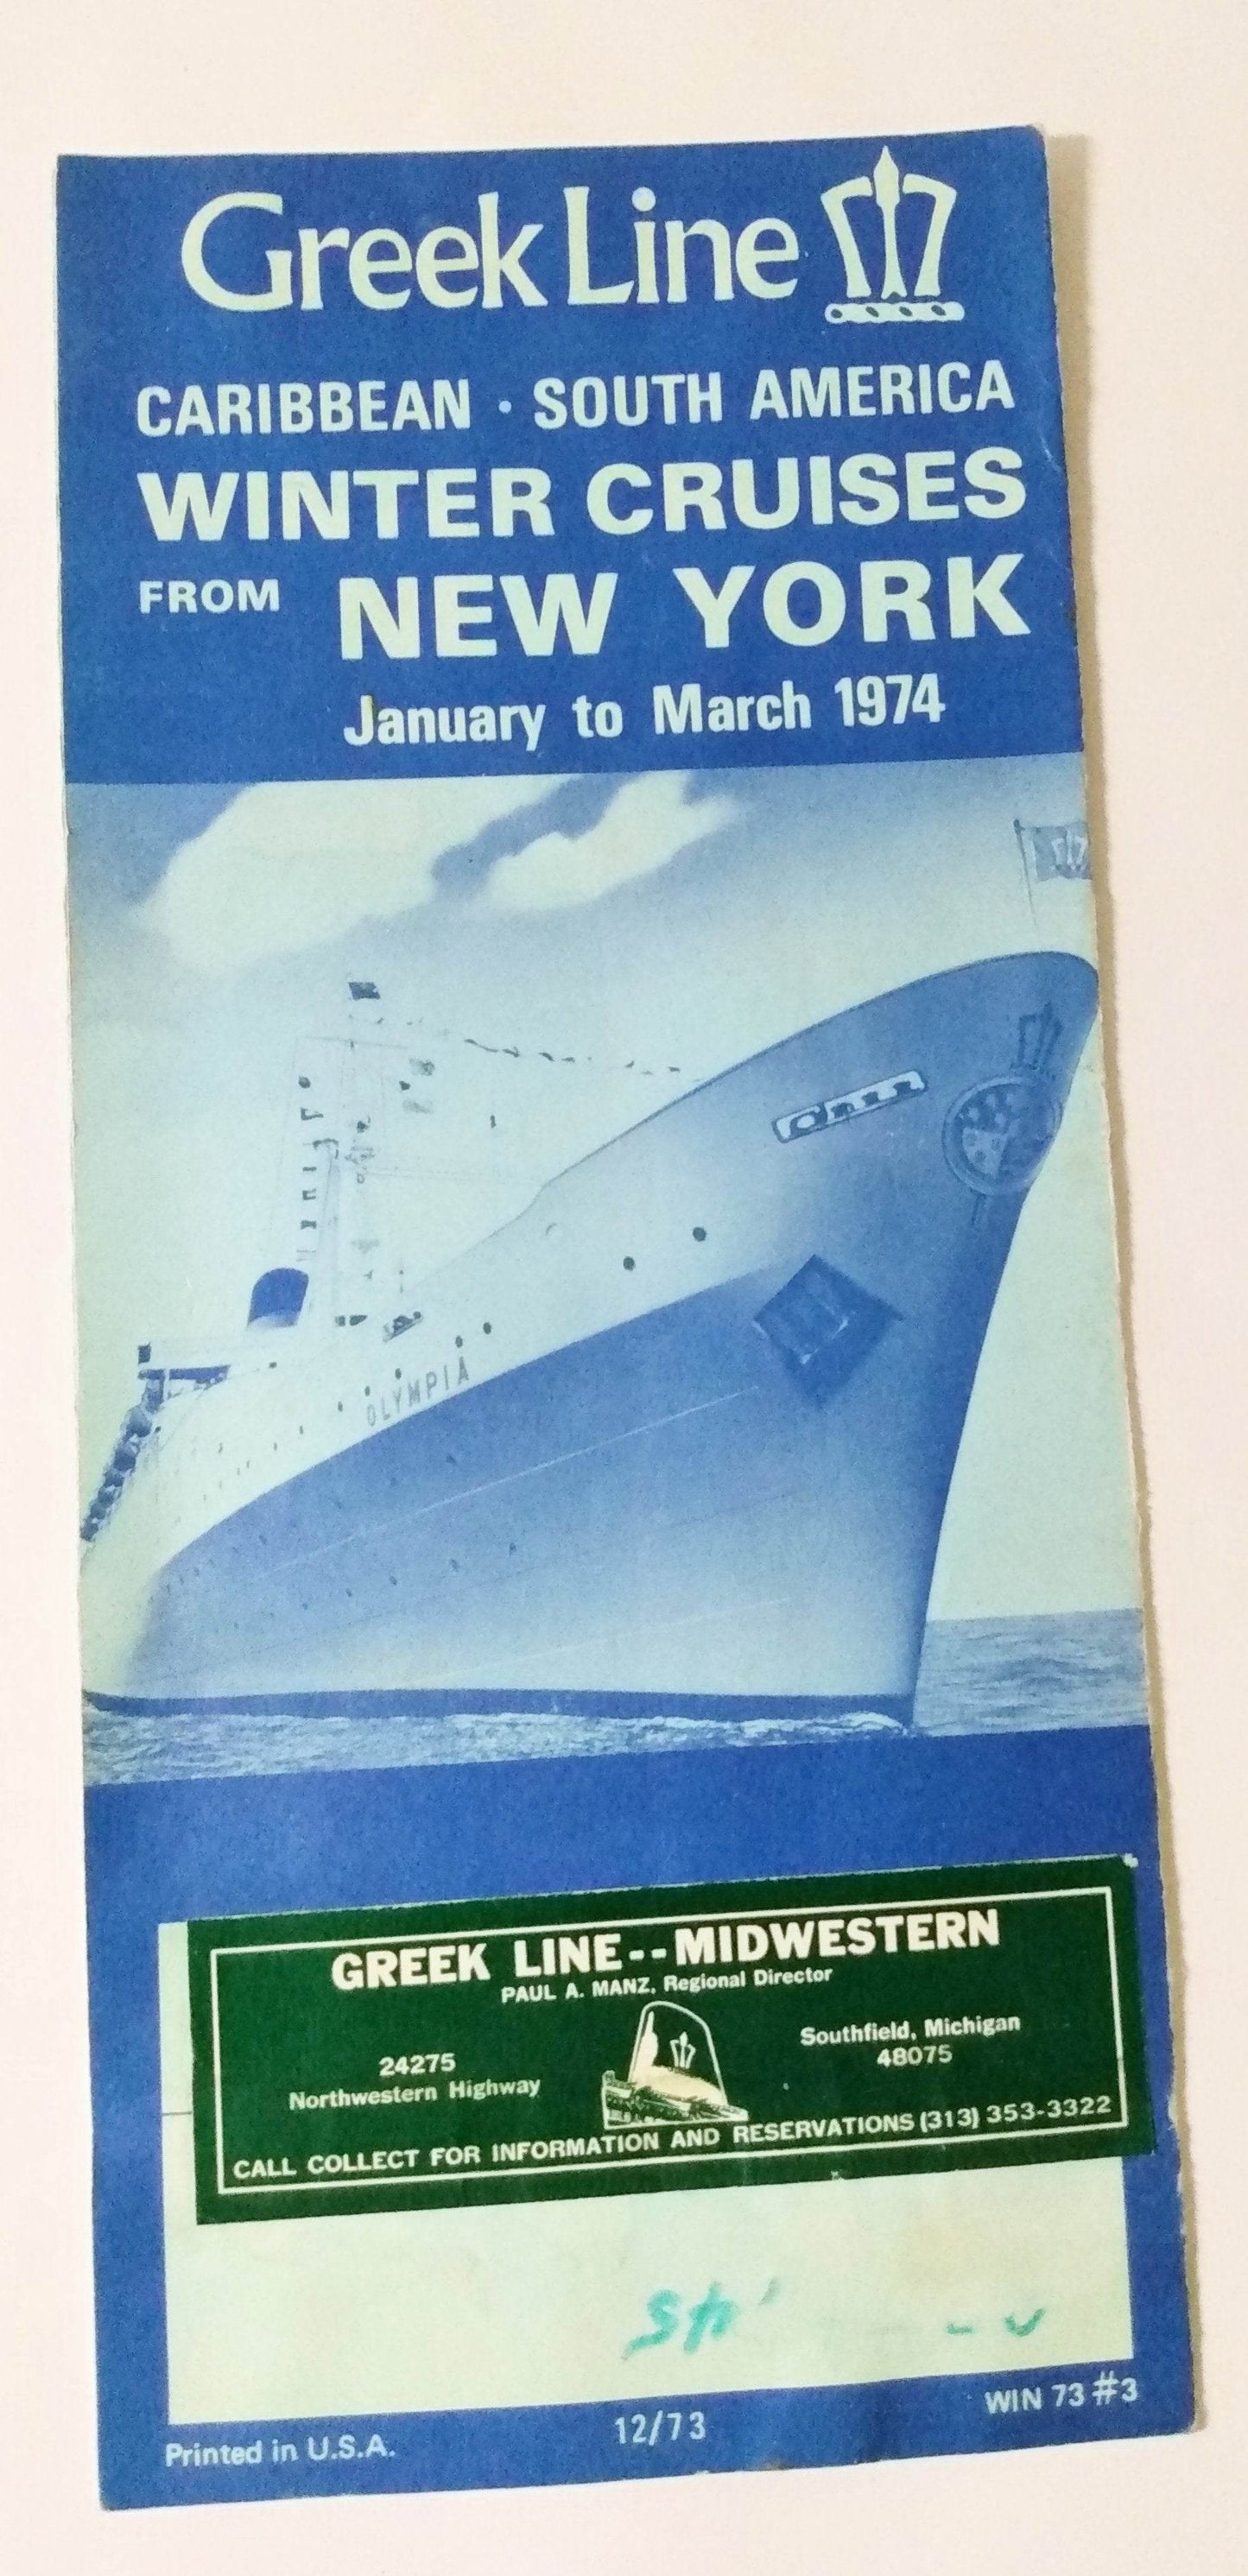 Greek Line
CARIBBEAN · SOUTH AMERICA
WINTER CRUISES
FROM NEW YORK
January to March 1974
OLYMPIA
GREEK LINE--MIDWESTERN
PAUL A. MANZ, Regional Director
24275
Northwestern Highway
Southfield, Michigan
48075
CALL COLLECT FOR INFORMATION AND RESERVATIONS (313) 353-3322
Printed in U.S.A.
12/73
WIN 73 #3